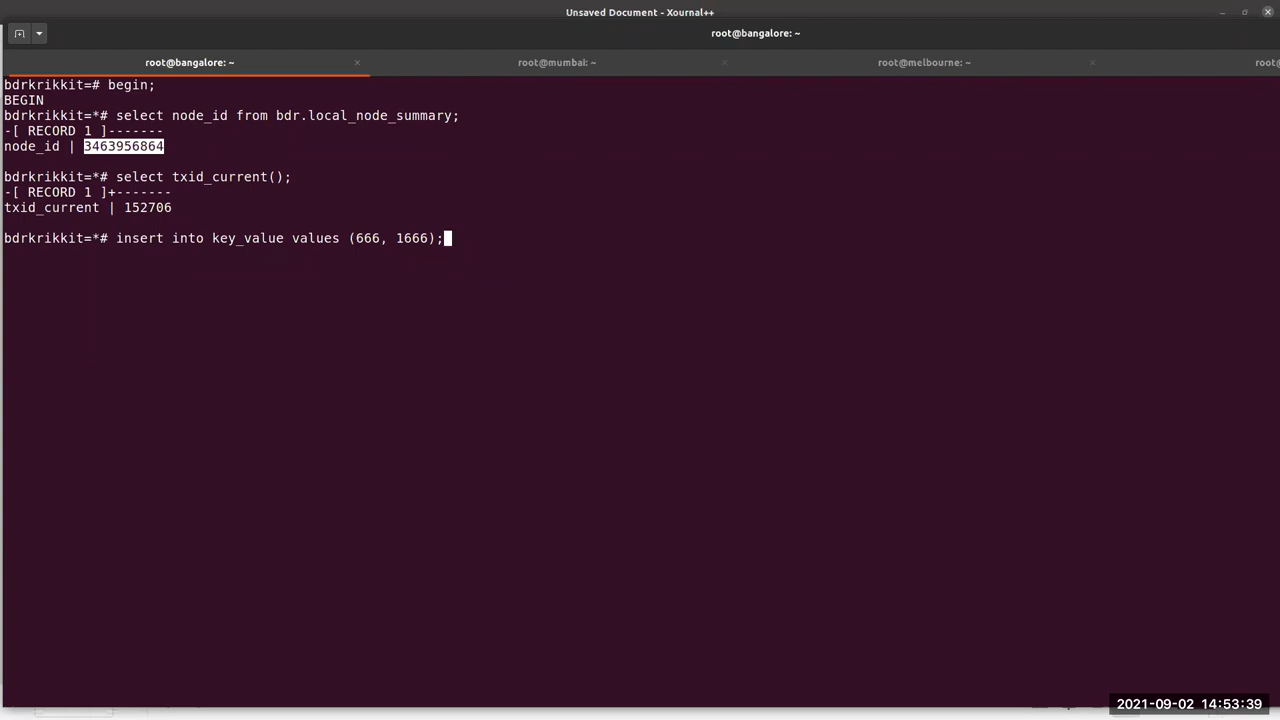 Unsaved Document - Xournal++
root@bangalore: ~
root@bangalore: ~ × root@mumbai: ~ × root@melbourne: ~ × root@
bdrkrikkit=# begin;
BEGIN
bdrkrikkit=*# select node_id from bdr.local_node_summary;
-[ RECORD 1 ]-------
node_id | 3463956864
bdrkrikkit=*# select txid_current();
-[ RECORD 1 ]+-------
txid_current | 152706
bdrkrikkit=*# insert into key_value values (666, 1666);
2021-09-02 14:53:39